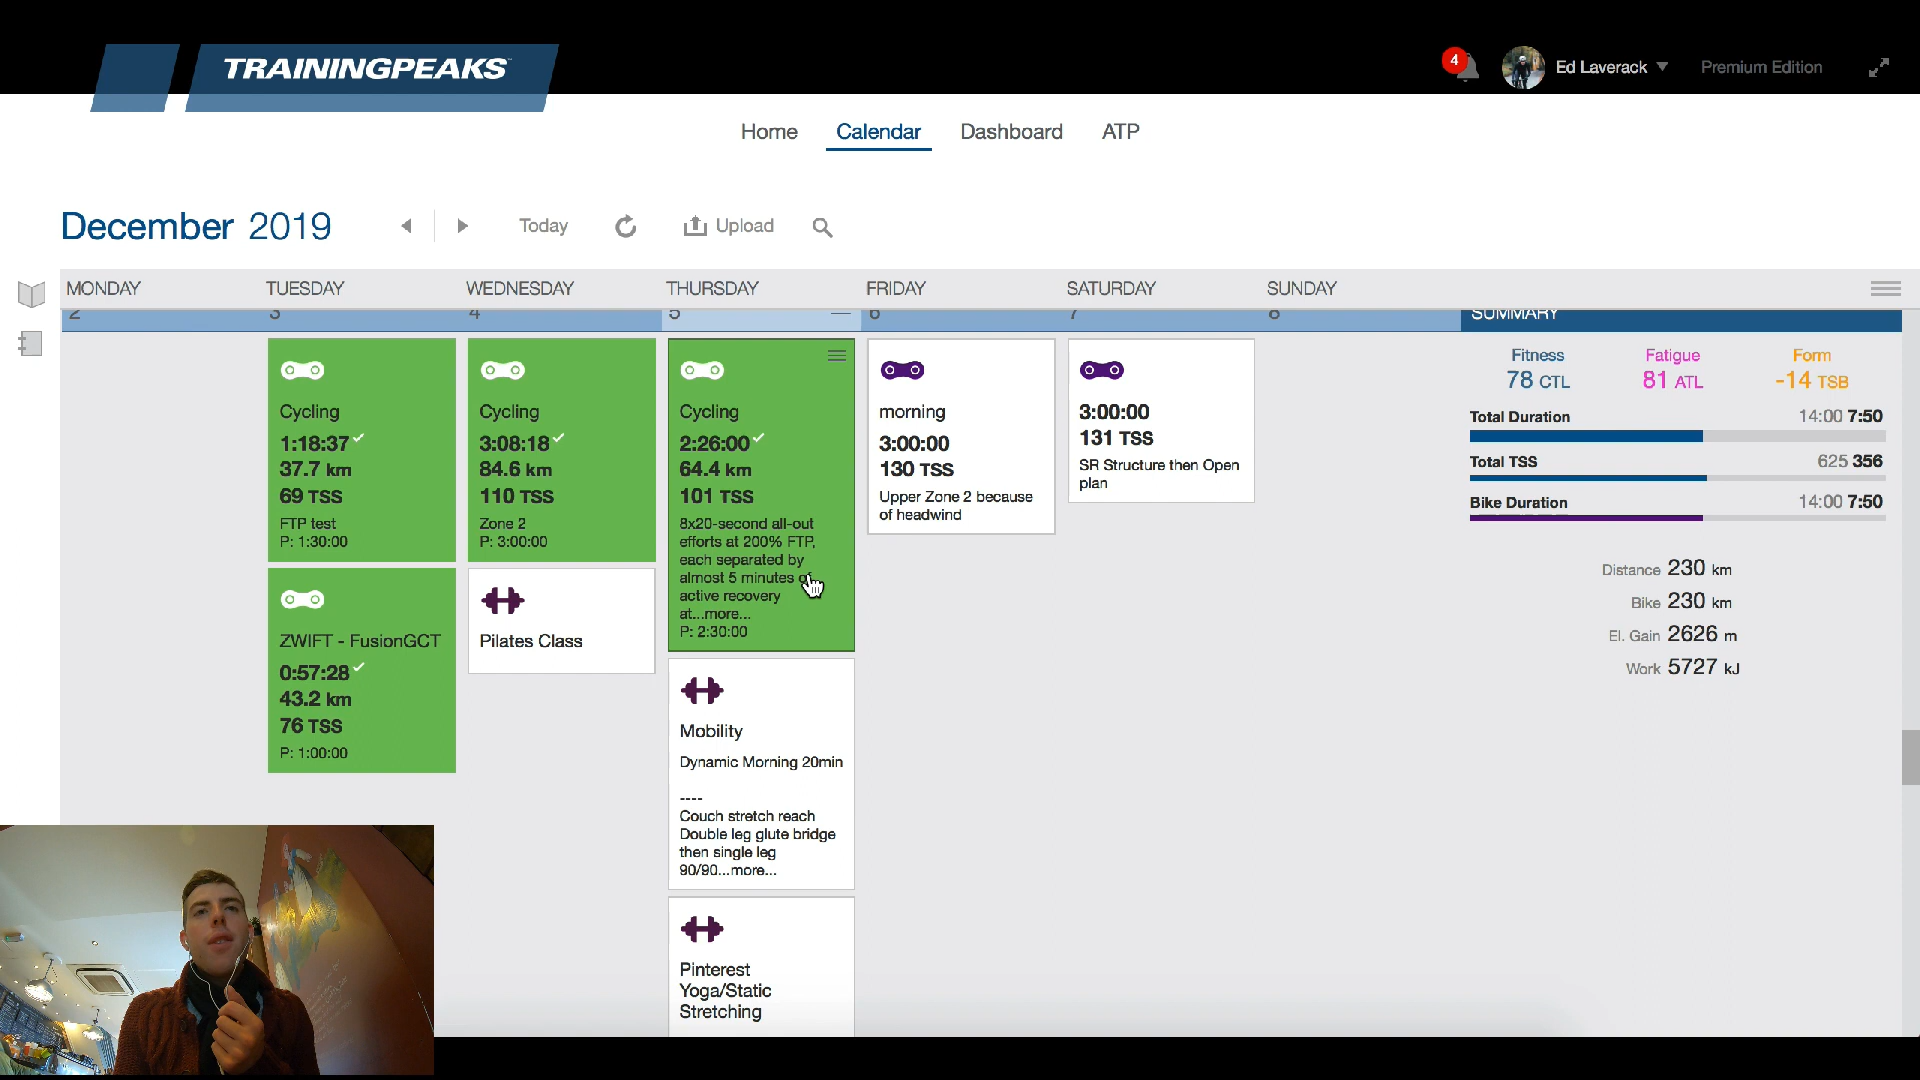 TRAININGPEAKS
4
Ed Laverack
Premium Edition
Home
Calendar
Dashboard
ATP
December 2019
Today
Upload
MONDAY
TUESDAY
WEDNESDAY
THURSDAY
FRIDAY
SATURDAY
SUNDAY
2
3
4
5
6
7
8
SUMMARY
Cycling
1:18:37
37.7 km
69 TSS
FTP test
P: 1:30:00
ZWIFT - FusionGCT
0:57:28
43.2 km
76 TSS
P: 1:00:00
Cycling
3:08:18
84.6 km
110 TSS
Zone 2
P: 3:00:00
Pilates Class
Cycling
2:26:00
64.4 km
101 TSS
8x20-second all-out
efforts at 200% FTP,
each separated by
almost 5 minutes of
active recovery
at...more...
P: 2:30:00
Mobility
Dynamic Morning 20min
----
Couch stretch reach
Double leg glute bridge
then single leg
90/90...more...
Pinterest
Yoga/Static
Stretching
morning
3:00:00
130 TSS
Upper Zone 2 because
of headwind
3:00:00
131 TSS
SR Structure then Open
plan
Fitness
78 CTL
Fatigue
81 ATL
Form
-14 TSB
Total Duration 14:00 7:50
Total TSS 625 356
Bike Duration 14:00 7:50
Distance 230 km
Bike 230 km
El. Gain 2626 m
Work 5727 kJ